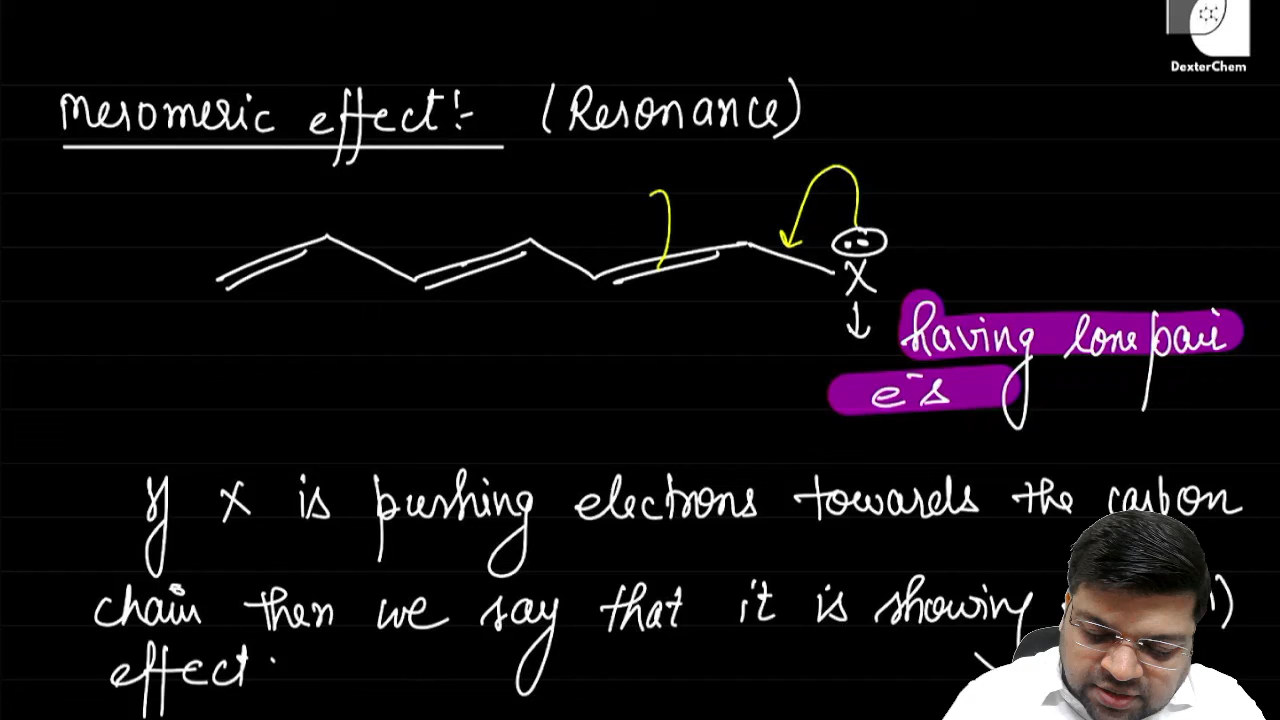 DexterChem
Mesomeric effect:- (Resonance)
X
having lone pair
e⁻s
If X is pushing electrons towards the carbon
chain then we say that it is showing
effect.